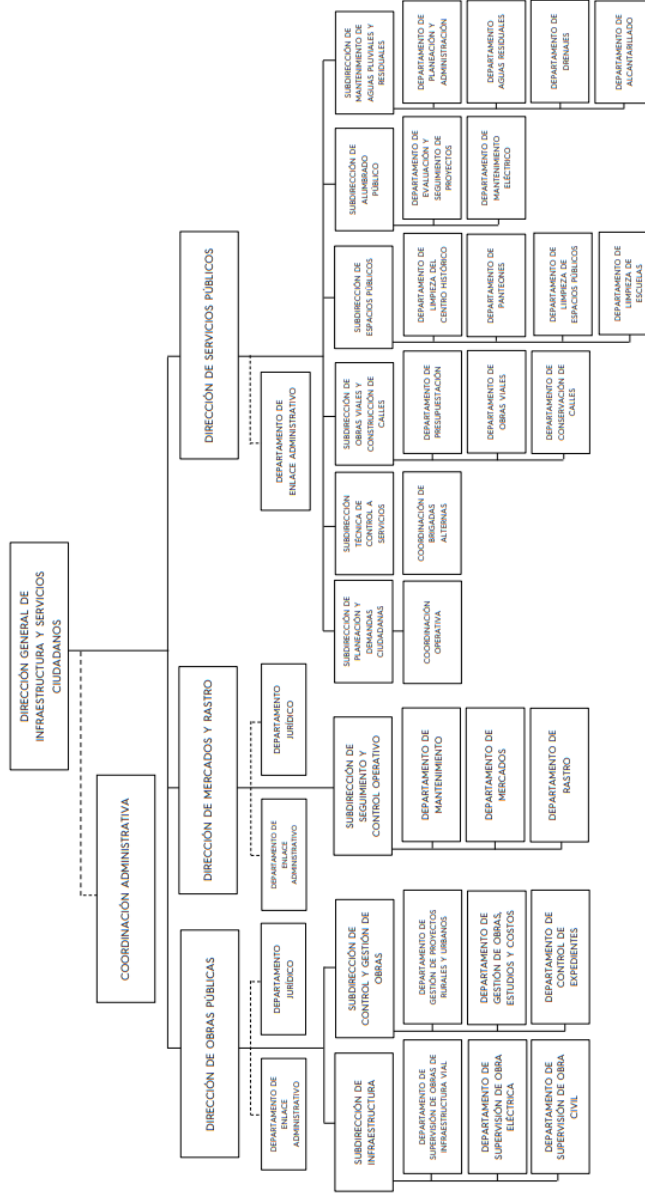 DIRECCIÓN GENERAL DE
INFRAESTRUCTURA Y SERVICIOS
CIUDADANOS
COORDINACIÓN ADMINISTRATIVA
DIRECCIÓN DE OBRAS PÚBLICAS
DIRECCIÓN DE MERCADOS Y RASTRO
DIRECCIÓN DE SERVICIOS PÚBLICOS
DEPARTAMENTO DE
ENLACE
ADMINISTRATIVO
DEPARTAMENTO
JURÍDICO
DEPARTAMENTO DE
ENLACE
ADMINISTRATIVO
DEPARTAMENTO
JURÍDICO
DEPARTAMENTO DE
ENLACE ADMINISTRATIVO
SUBDIRECCIÓN DE
INFRAESTRUCTURA
SUBDIRECCIÓN DE
CONTROL Y GESTIÓN DE
OBRAS
SUBDIRECCIÓN DE
SEGUIMIENTO Y
CONTROL OPERATIVO
SUBDIRECCIÓN DE
PLANEACIÓN Y
DEMANDAS
CIUDADANAS
SUBDIRECCIÓN
TÉCNICA DE
CONTROL A
SERVICIOS
SUBDIRECCIÓN DE
OBRAS VIALES Y
CONSTRUCCIÓN DE
CALLES
SUBDIRECCIÓN DE
ESPACIOS PÚBLICOS
SUBDIRECCIÓN DE
ALUMBRADO
PÚBLICO
SUBDIRECCIÓN DE
MANTENIMIENTO DE
AGUAS PLUVIALES Y
RESIDUALES
DEPARTAMENTO DE
SUPERVISIÓN DE OBRAS DE
INFRAESTRUCTURA VIAL
DEPARTAMENTO DE
GESTIÓN DE PROYECTOS
RURALES Y URBANOS
DEPARTAMENTO DE
MANTENIMIENTO
COORDINACIÓN
OPERATIVA
COORDINACIÓN DE
BRIGADAS
ALTERNAS
DEPARTAMENTO DE
PRESUPUESTACIÓN
DEPARTAMENTO DE
LIMPIEZA DEL
CENTRO HISTÓRICO
DEPARTAMENTO DE
EVALUACIÓN Y
SEGUIMIENTO DE
PROYECTOS
DEPARTAMENTO DE
PLANEACIÓN Y
ADMINISTRACIÓN
DEPARTAMENTO DE
SUPERVISIÓN DE OBRA
ELÉCTRICA
DEPARTAMENTO DE
GESTIÓN DE OBRAS,
ESTUDIOS Y COSTOS
DEPARTAMENTO DE
MERCADOS
DEPARTAMENTO DE
OBRAS VIALES
DEPARTAMENTO DE
PANTEONES
DEPARTAMENTO DE
MANTENIMIENTO
ELÉCTRICO
DEPARTAMENTO
AGUAS RESIDUALES
DEPARTAMENTO DE
SUPERVISIÓN DE OBRA
CIVIL
DEPARTAMENTO DE
CONTROL DE
EXPEDIENTES
DEPARTAMENTO DE
RASTRO
DEPARTAMENTO DE
CONSERVACIÓN DE
CALLES
DEPARTAMENTO DE
LIMPIEZA DE
ESPACIOS PÚBLICOS
DEPARTAMENTO DE
DRENAJES
DEPARTAMENTO DE
LIMPIEZA DE
ESCUELAS
DEPARTAMENTO DE
ALCANTARILLADO